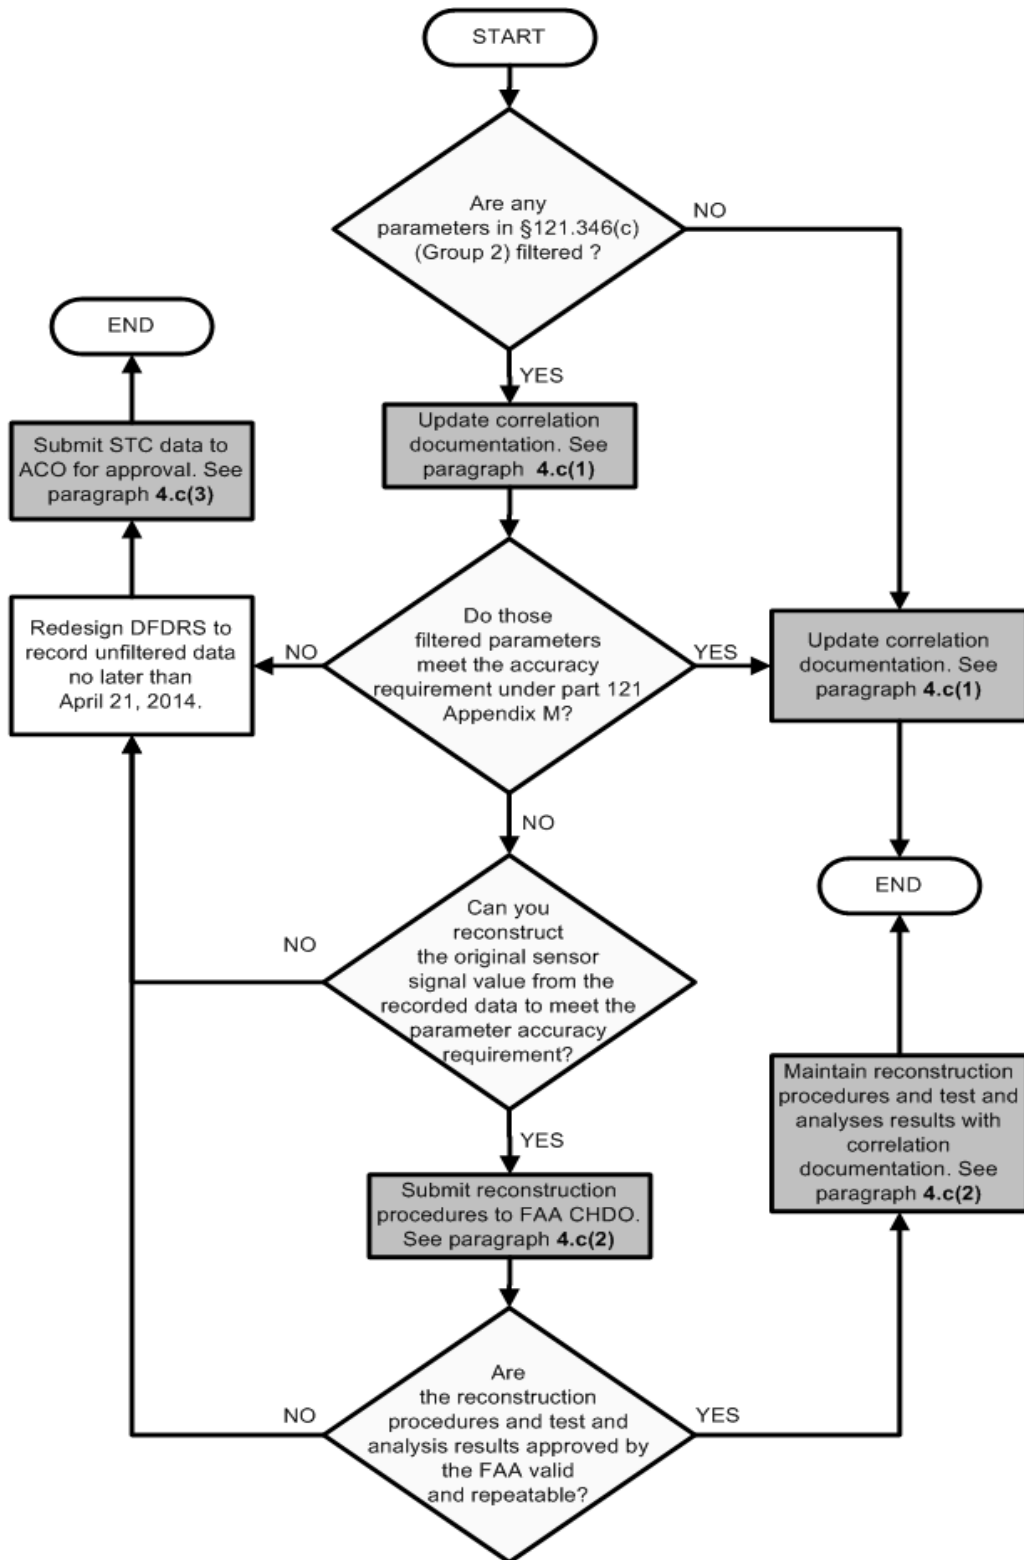 START
Are any
parameters in §121.346(c)
(Group 2) filtered ?
NO
YES
END
Update correlation
documentation. See
paragraph 4.c(1)
Submit STC data to
ACO for approval. See
paragraph 4.c(3)
Do those
filtered parameters
meet the accuracy
requirement under part 121
Appendix M?
NO
YES
Redesign DFDRS to
record unfiltered data
no later than
April 21, 2014.
Update correlation
documentation. See
paragraph 4.c(1)
NO
END
Can you
reconstruct
the original sensor
signal value from the
recorded data to meet the
parameter accuracy
requirement?
NO
YES
Maintain reconstruction
procedures and test and
analyses results with
correlation
documentation. See
paragraph 4.c(2)
Submit reconstruction
procedures to FAA CHDO.
See paragraph 4.c(2)
Are
the reconstruction
procedures and test and
analysis results approved by
the FAA valid
and repeatable?
NO
YES